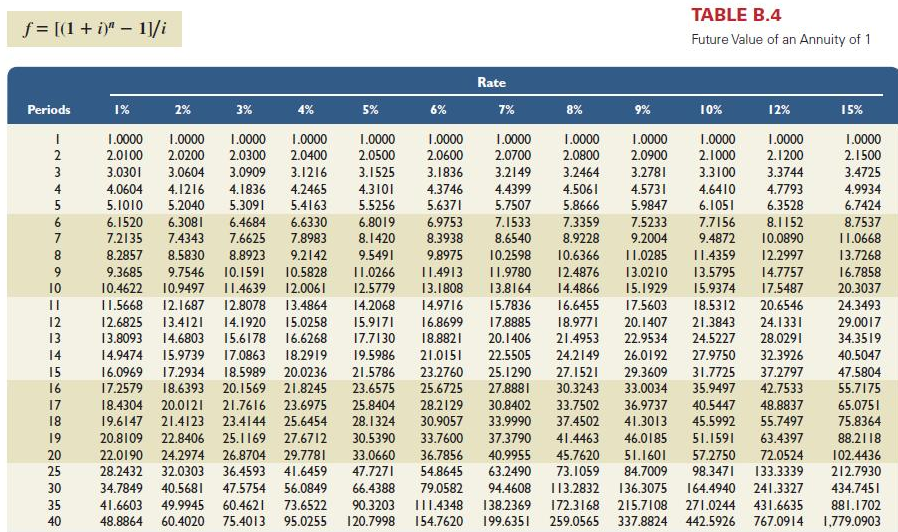 f = [(1 + i)ⁿ − 1]/i
TABLE B.4
Future Value of an Annuity of 1
Rate
Periods 1% 2% 3% 4% 5% 6% 7% 8% 9% 10% 12% 15%
1 1.0000 1.0000 1.0000 1.0000 1.0000 1.0000 1.0000 1.0000 1.0000 1.0000 1.0000 1.0000
2 2.0100 2.0200 2.0300 2.0400 2.0500 2.0600 2.0700 2.0800 2.0900 2.1000 2.1200 2.1500
3 3.0301 3.0604 3.0909 3.1216 3.1525 3.1836 3.2149 3.2464 3.2781 3.3100 3.3744 3.4725
4 4.0604 4.1216 4.1836 4.2465 4.3101 4.3746 4.4399 4.5061 4.5731 4.6410 4.7793 4.9934
5 5.1010 5.2040 5.3091 5.4163 5.5256 5.6371 5.7507 5.8666 5.9847 6.1051 6.3528 6.7424
6 6.1520 6.3081 6.4684 6.6330 6.8019 6.9753 7.1533 7.3359 7.5233 7.7156 8.1152 8.7537
7 7.2135 7.4343 7.6625 7.8983 8.1420 8.3938 8.6540 8.9228 9.2004 9.4872 10.0890 11.0668
8 8.2857 8.5830 8.8923 9.2142 9.5491 9.8975 10.2598 10.6366 11.0285 11.4359 12.2997 13.7268
9 9.3685 9.7546 10.1591 10.5828 11.0266 11.4913 11.9780 12.4876 13.0210 13.5795 14.7757 16.7858
10 10.4622 10.9497 11.4639 12.0061 12.5779 13.1808 13.8164 14.4866 15.1929 15.9374 17.5487 20.3037
11 11.5668 12.1687 12.8078 13.4864 14.2068 14.9716 15.7836 16.6455 17.5603 18.5312 20.6546 24.3493
12 12.6825 13.4121 14.1920 15.0258 15.9171 16.8699 17.8885 18.9771 20.1407 21.3843 24.1331 29.0017
13 13.8093 14.6803 15.6178 16.6268 17.7130 18.8821 20.1406 21.4953 22.9534 24.5227 28.0291 34.3519
14 14.9474 15.9739 17.0863 18.2919 19.5986 21.0151 22.5505 24.2149 26.0192 27.9750 32.3926 40.5047
15 16.0969 17.2934 18.5989 20.0236 21.5786 23.2760 25.1290 27.1521 29.3609 31.7725 37.2797 47.5804
16 17.2579 18.6393 20.1569 21.8245 23.6575 25.6725 27.8881 30.3243 33.0034 35.9497 42.7533 55.7175
17 18.4304 20.0121 21.7616 23.6975 25.8404 28.2129 30.8402 33.7502 36.9737 40.5447 48.8837 65.0751
18 19.6147 21.4123 23.4144 25.6454 28.1324 30.9057 33.9990 37.4502 41.3013 45.5992 55.7497 75.8364
19 20.8109 22.8406 25.1169 27.6712 30.5390 33.7600 37.3790 41.4463 46.0185 51.1591 63.4397 88.2118
20 22.0190 24.2974 26.8704 29.7781 33.0660 36.7856 40.9955 45.7620 51.1601 57.2750 72.0524 102.4436
25 28.2432 32.0303 36.4593 41.6459 47.7271 54.8645 63.2490 73.1059 84.7009 98.3471 133.3339 212.7930
30 34.7849 40.5681 47.5754 56.0849 66.4388 79.0582 94.4608 113.2832 136.3075 164.4940 241.3327 434.7451
35 41.6603 49.9945 60.4621 73.6522 90.3203 111.4348 138.2369 172.3168 215.7108 271.0244 431.6635 881.1702
40 48.8864 60.4020 75.4013 95.0255 120.7998 154.7620 199.6351 259.0565 337.8824 442.5926 767.0914 1,779.0903